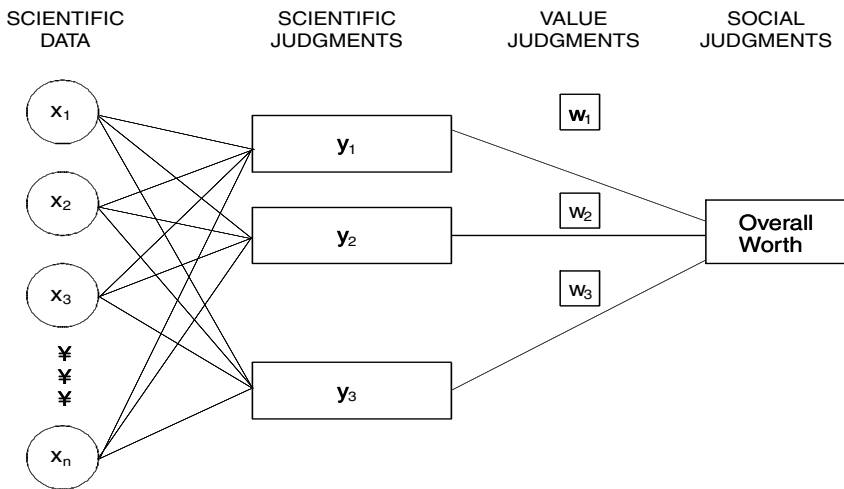 SCIENTIFIC
DATA
SCIENTIFIC
JUDGMENTS
VALUE
JUDGMENTS
SOCIAL
JUDGMENTS
x₁
x₂
x₃
¥
¥
¥
xₙ
y₁
y₂
y₃
w₁
w₂
w₃
Overall
Worth